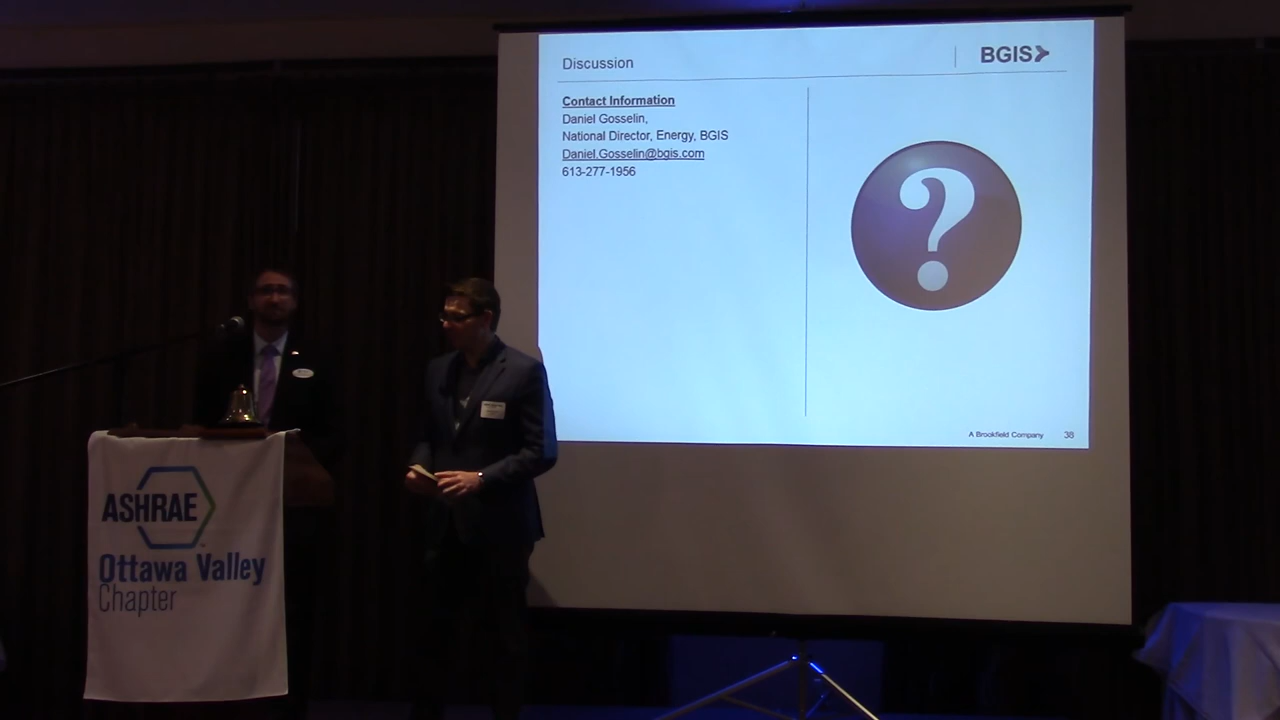 Discussion
BGIS
Contact Information
Daniel Gosselin,
National Director, Energy, BGIS
Daniel.Gosselin@bgis.com
613-277-1956
?
A Brookfield Company 38
ASHRAE
Ottawa Valley
Chapter